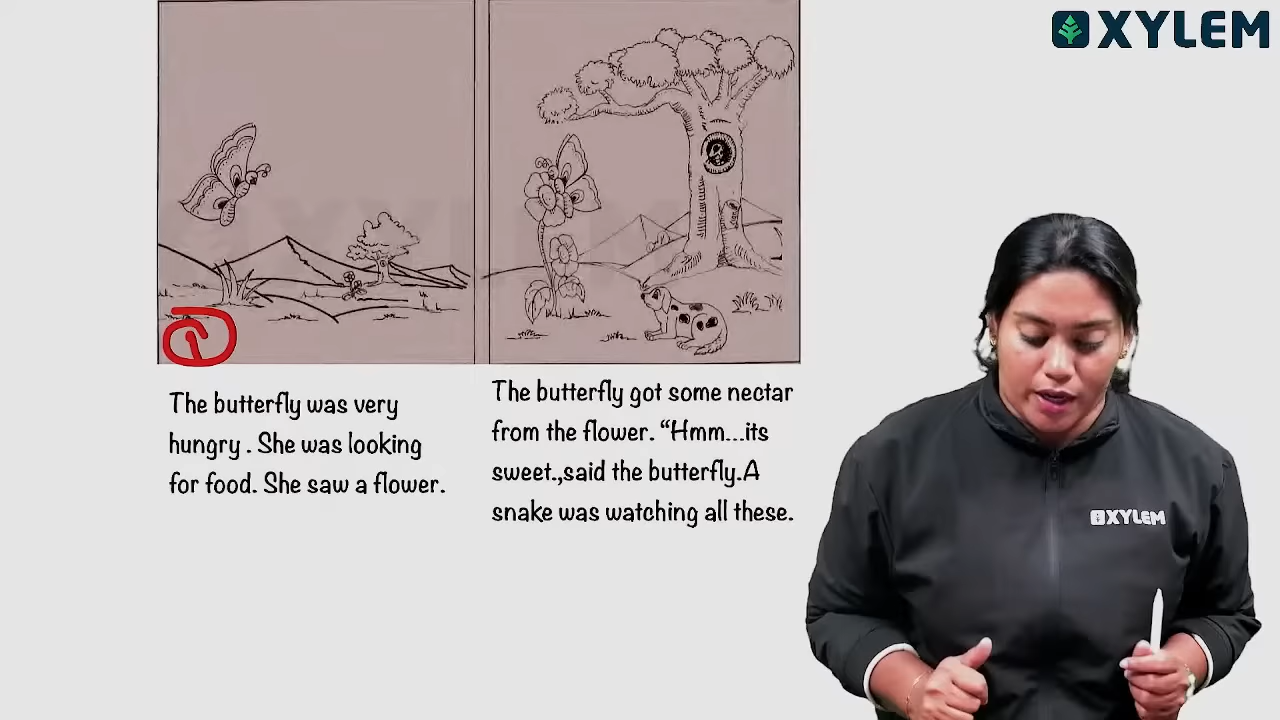 XYLEM
The butterfly was very
hungry . She was looking
for food. She saw a flower.
The butterfly got some nectar
from the flower. “Hmm...its
sweet.,said the butterfly.A
snake was watching all these.
XYLEM
1